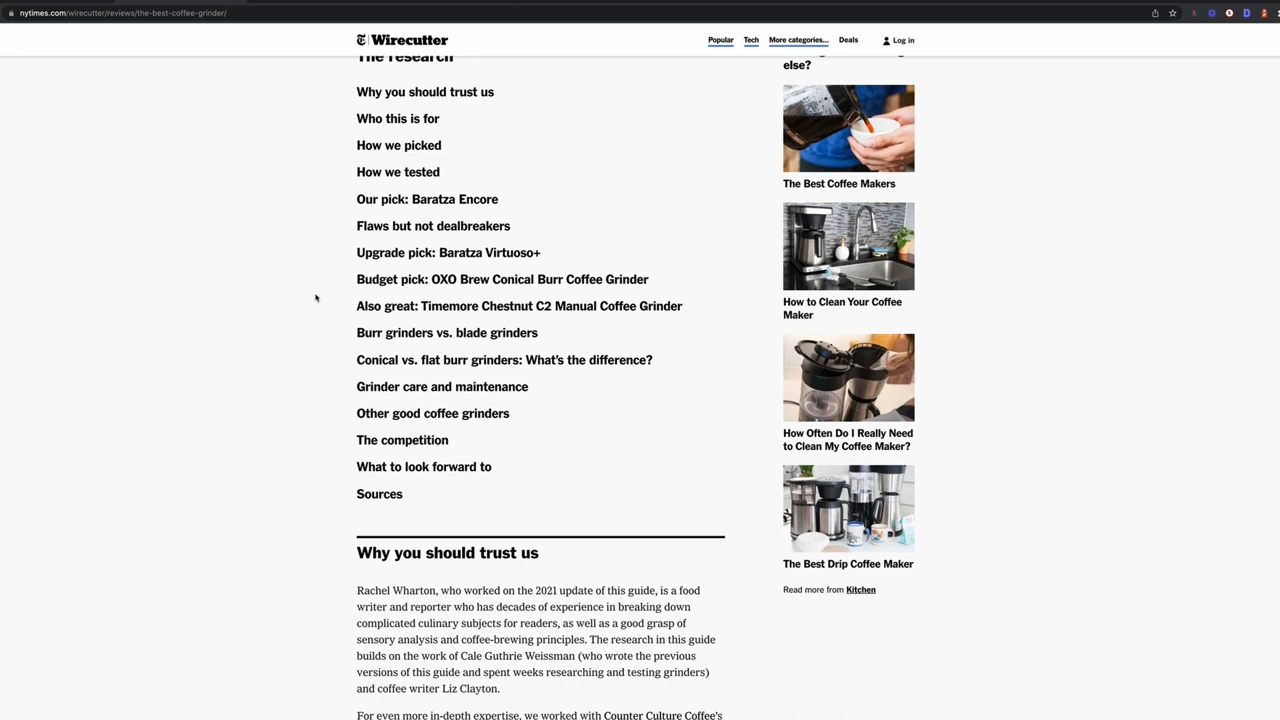 nytimes.com/wirecutter/reviews/the-best-coffee-grinder/
Wirecutter
Popular
Tech
More categories...
Deals
Log in
The research
Why you should trust us
Who this is for
How we picked
How we tested
Our pick: Baratza Encore
Flaws but not dealbreakers
Upgrade pick: Baratza Virtuoso+
Budget pick: OXO Brew Conical Burr Coffee Grinder
Also great: Timemore Chestnut C2 Manual Coffee Grinder
Burr grinders vs. blade grinders
Conical vs. flat burr grinders: What's the difference?
Grinder care and maintenance
Other good coffee grinders
The competition
What to look forward to
Sources
Why you should trust us
Rachel Wharton, who worked on the 2021 update of this guide, is a food
writer and reporter who has decades of experience in breaking down
complicated culinary subjects for readers, as well as a good grasp of
sensory analysis and coffee-brewing principles. The research in this guide
builds on the work of Cale Guthrie Weissman (who wrote the previous
versions of this guide and spent weeks researching and testing grinders)
and coffee writer Liz Clayton.
For even more in-depth expertise, we worked with Counter Culture Coffee's
else?
The Best Coffee Makers
How to Clean Your Coffee
Maker
How Often Do I Really Need
to Clean My Coffee Maker?
The Best Drip Coffee Maker
Read more from Kitchen